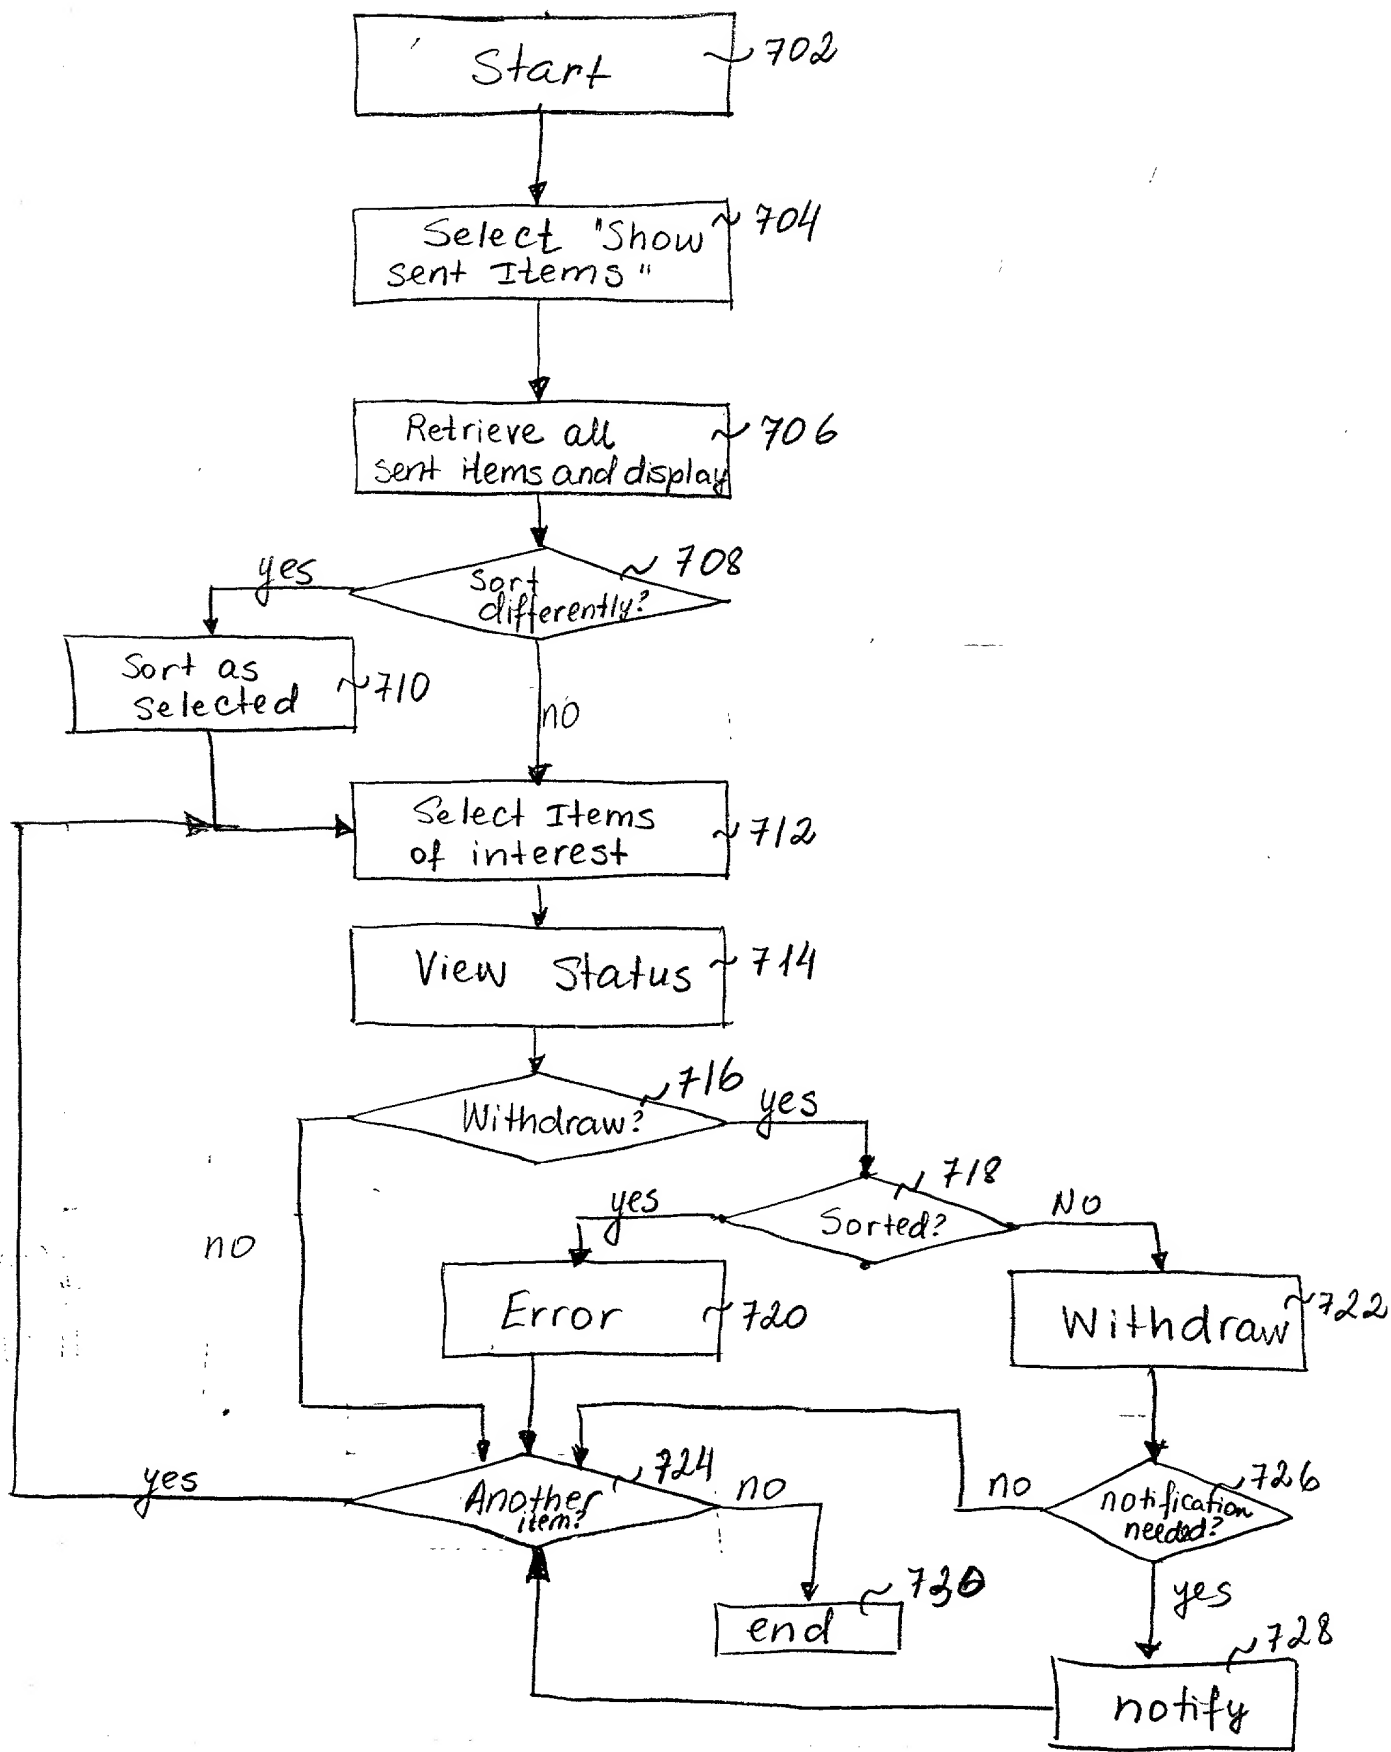 Start
702
Select "Show
sent Items"
704
Retrieve all
sent items and display
706
Sort
differently?
708
yes
Sort as
selected
710
no
Select Items
of interest
712
View Status
714
Withdraw?
716
yes
no
Sorted?
718
yes
NO
Error
720
Withdraw
722
Another
item?
724
yes
no
notification
needed?
726
no
yes
end
730
notify
728